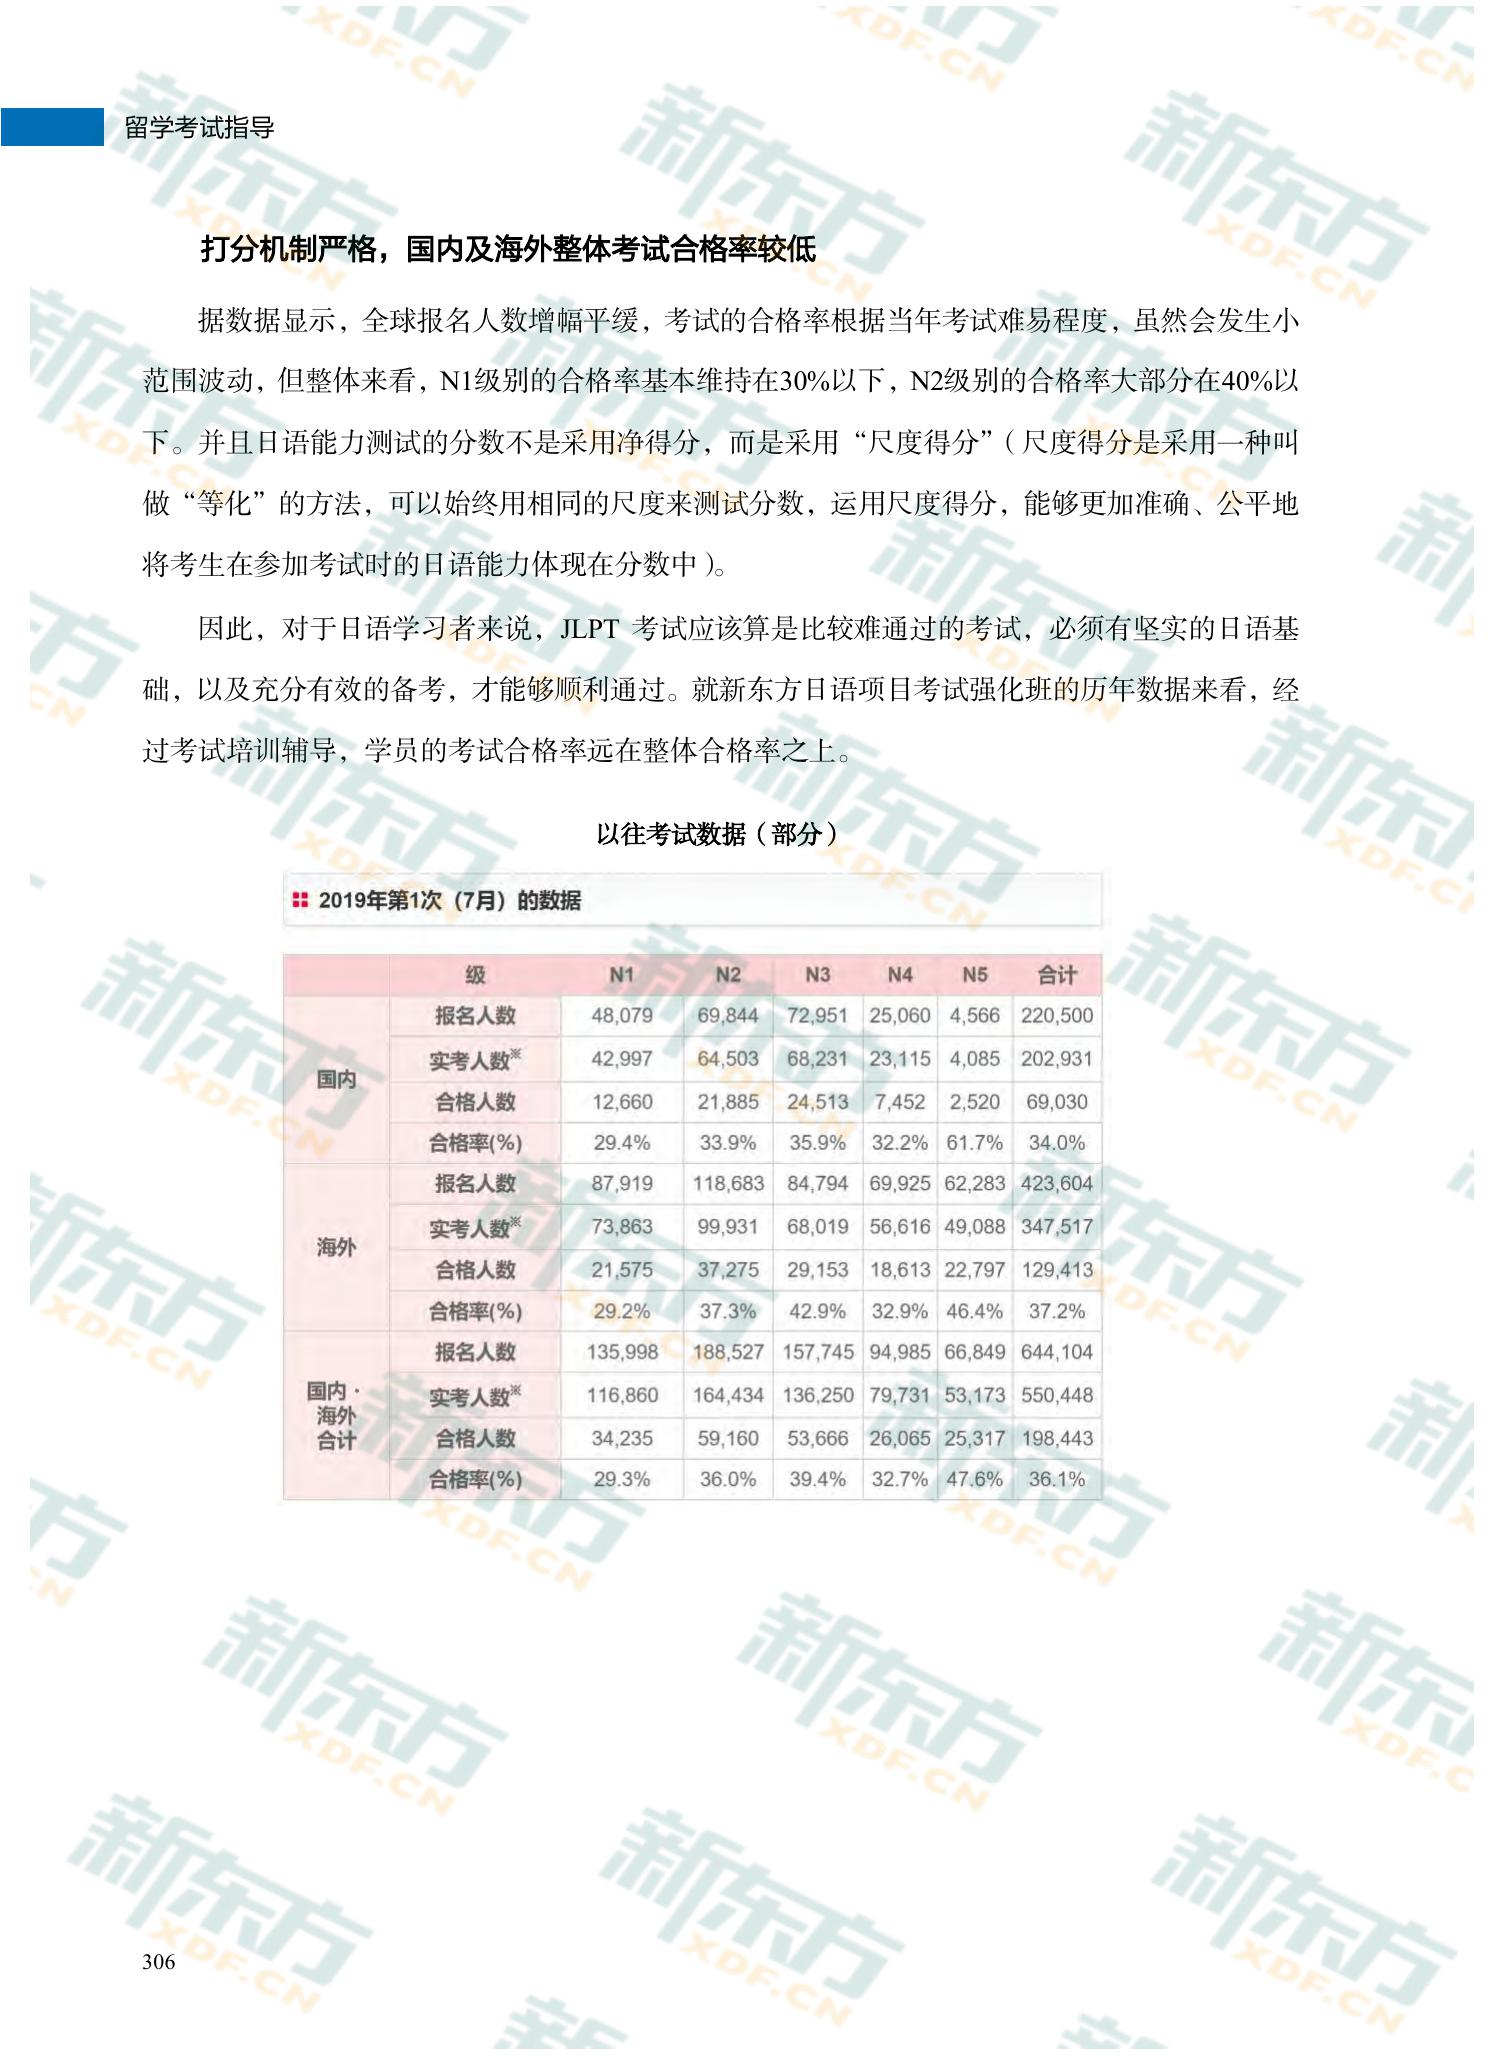 留学考试指导
打分机制严格，国内及海外整体考试合格率较低
据数据显示，全球报名人数增幅平缓，考试的合格率根据当年考试难易程度，虽然会发生小
范围波动，但整体来看，N1级别的合格率基本维持在30%以下，N2级别的合格率大部分在40%以
下。并且日语能力测试的分数不是采用净得分，而是采用“尺度得分”（尺度得分是采用一种叫
做“等化”的方法，可以始终用相同的尺度来测试分数，运用尺度得分，能够更加准确、公平地
将考生在参加考试时的日语能力体现在分数中）。
因此，对于日语学习者来说，JLPT 考试应该算是比较难通过的考试，必须有坚实的日语基
础，以及充分有效的备考，才能够顺利通过。就新东方日语项目考试强化班的历年数据来看，经
过考试培训辅导，学员的考试合格率远在整体合格率之上。
以往考试数据（部分）
2019年第1次（7月）的数据
级 N1 N2 N3 N4 N5 合计
国内
报名人数 48,079 69,844 72,951 25,060 4,566 220,500
实考人数※ 42,997 64,503 68,231 23,115 4,085 202,931
合格人数 12,660 21,885 24,513 7,452 2,520 69,030
合格率(%) 29.4% 33.9% 35.9% 32.2% 61.7% 34.0%
海外
报名人数 87,919 118,683 84,794 69,925 62,283 423,604
实考人数※ 73,863 99,931 68,019 56,616 49,088 347,517
合格人数 21,575 37,275 29,153 18,613 22,797 129,413
合格率(%) 29.2% 37.3% 42.9% 32.9% 46.4% 37.2%
国内·
海外
合计
报名人数 135,998 188,527 157,745 94,985 66,849 644,104
实考人数※ 116,860 164,434 136,250 79,731 53,173 550,448
合格人数 34,235 59,160 53,666 26,065 25,317 198,443
合格率(%) 29.3% 36.0% 39.4% 32.7% 47.6% 36.1%
306
新东方
XDF.CN